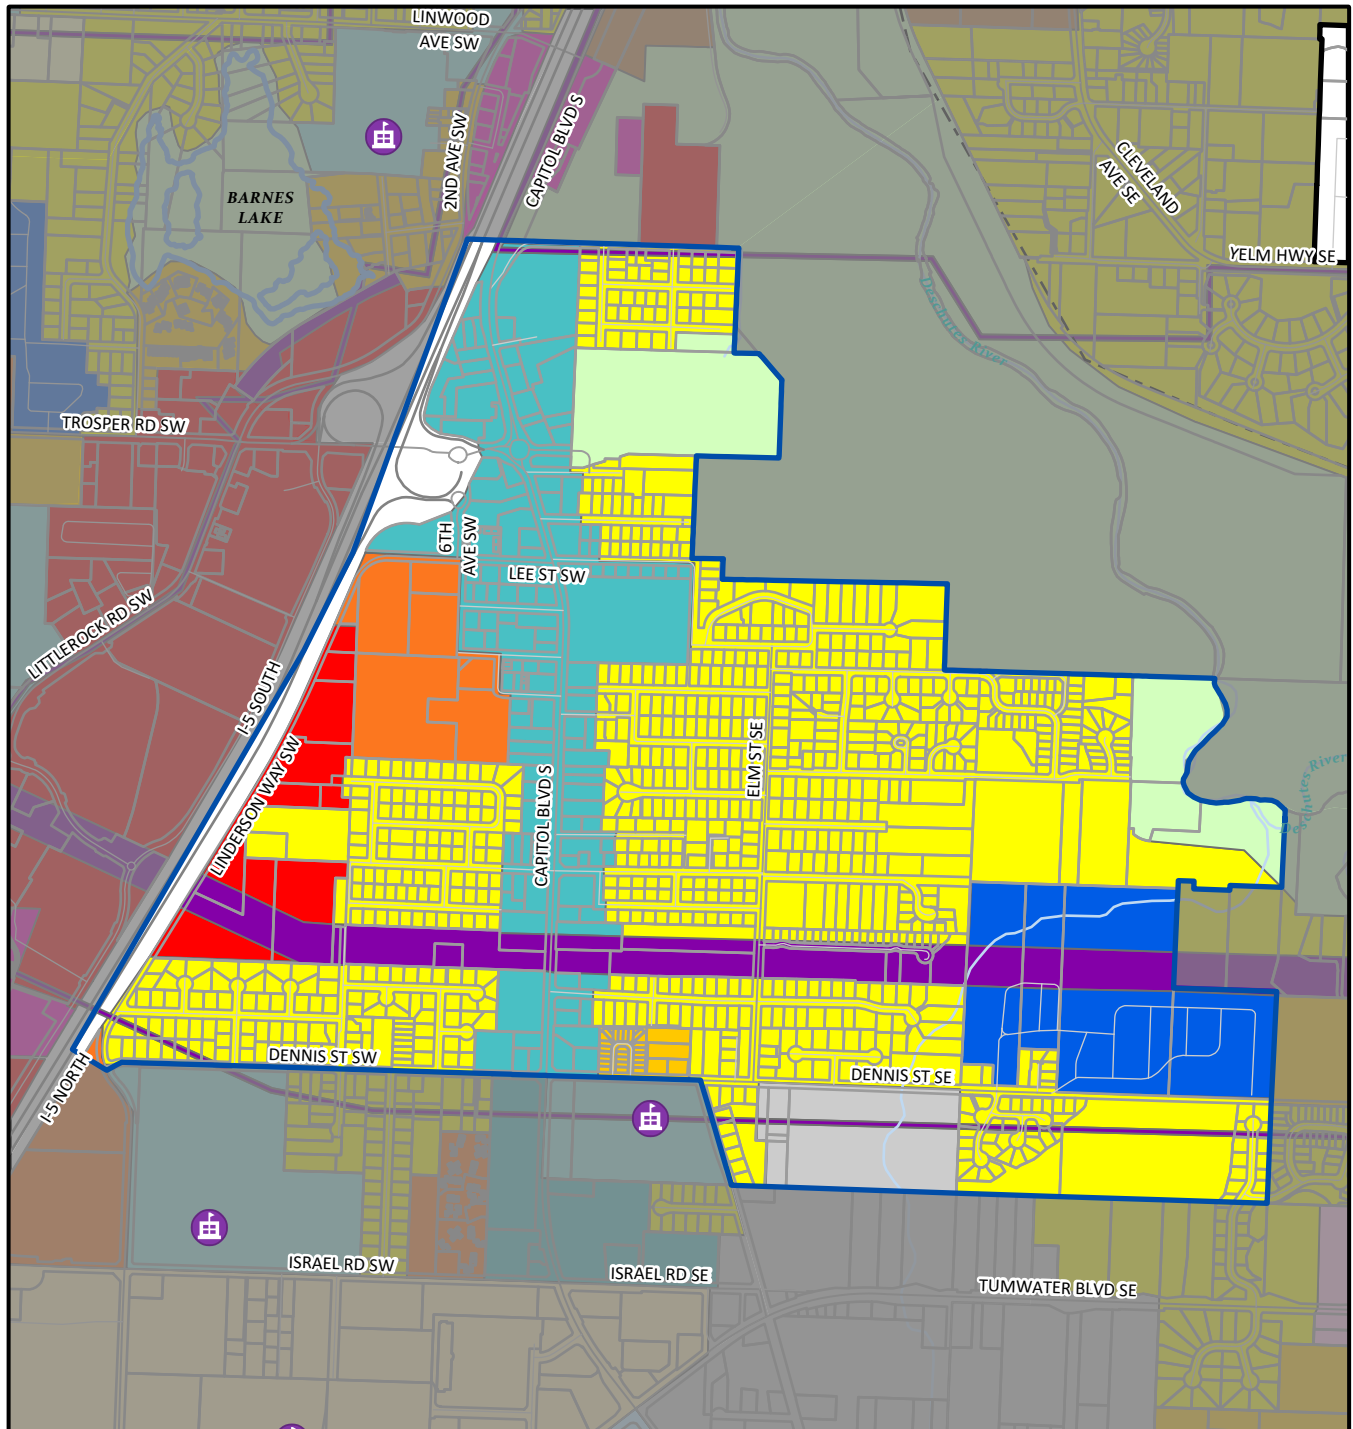 LINWOOD
AVE SW
2ND AVE SW
CAPITOL BLVD S
CLEVELAND
AVE SE
BARNES
LAKE
YELM HWY SE
Deschutes River
TROSPER RD SW
6TH
AVE SW
LEE ST SW
LITTLEROCK RD SW
I-5 SOUTH
LINDERSON WAY SW
ELM ST SE
CAPITOL BLVD S
Deschutes River
DENNIS ST SW
DENNIS ST SE
I-5 NORTH
ISRAEL RD SW
ISRAEL RD SE
TUMWATER BLVD SE